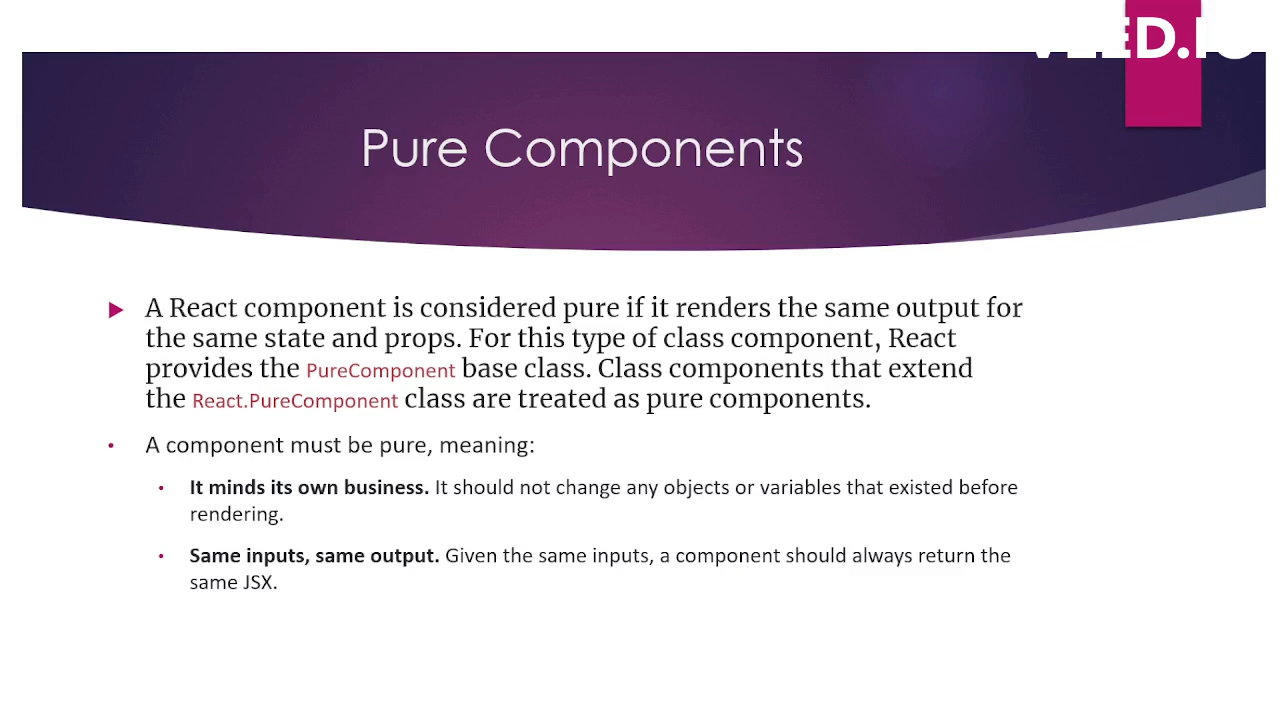 VEED.IO
Pure Components
A React component is considered pure if it renders the same output for
the same state and props. For this type of class component, React
provides the PureComponent base class. Class components that extend
the React.PureComponent class are treated as pure components.
• A component must be pure, meaning:
• It minds its own business. It should not change any objects or variables that existed before
rendering.
• Same inputs, same output. Given the same inputs, a component should always return the
same JSX.